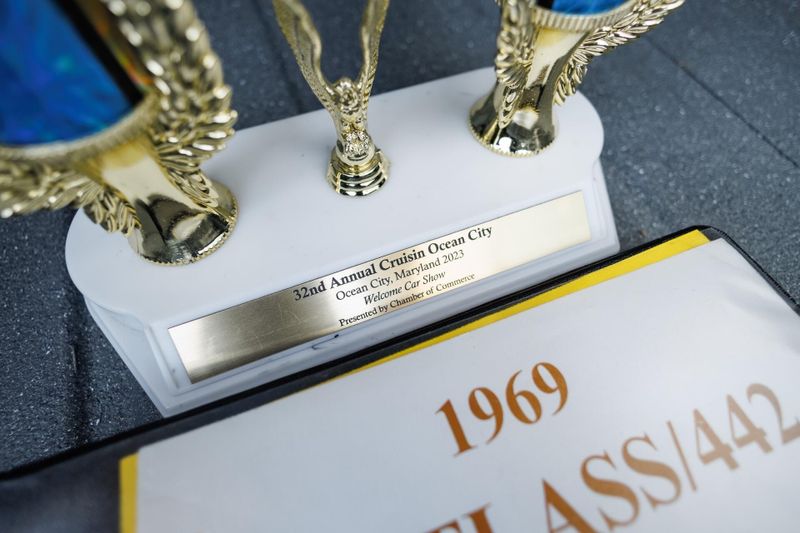 32nd Annual Cruisin Ocean City
Ocean City, Maryland 2023
Welcome Car Show
Presented by Chamber of Commerce
1969
CLASS/442